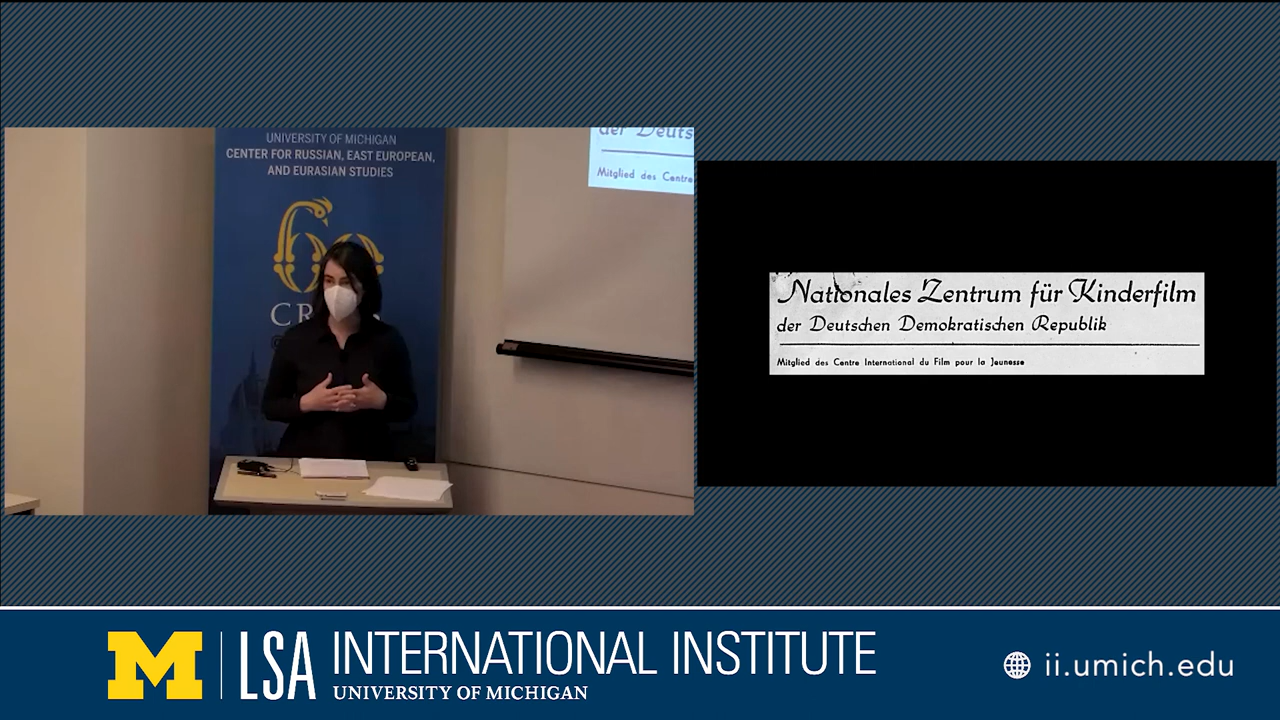 UNIVERSITY OF MICHIGAN
CENTER FOR RUSSIAN, EAST EUROPEAN,
AND EURASIAN STUDIES
60
der Deuts
Mitglied des Centre
Nationales Zentrum für Kinderfilm
der Deutschen Demokratischen Republik
Mitglied des Centre International du Film pour la Jeunesse
M LSA INTERNATIONAL INSTITUTE
UNIVERSITY OF MICHIGAN
ii.umich.edu